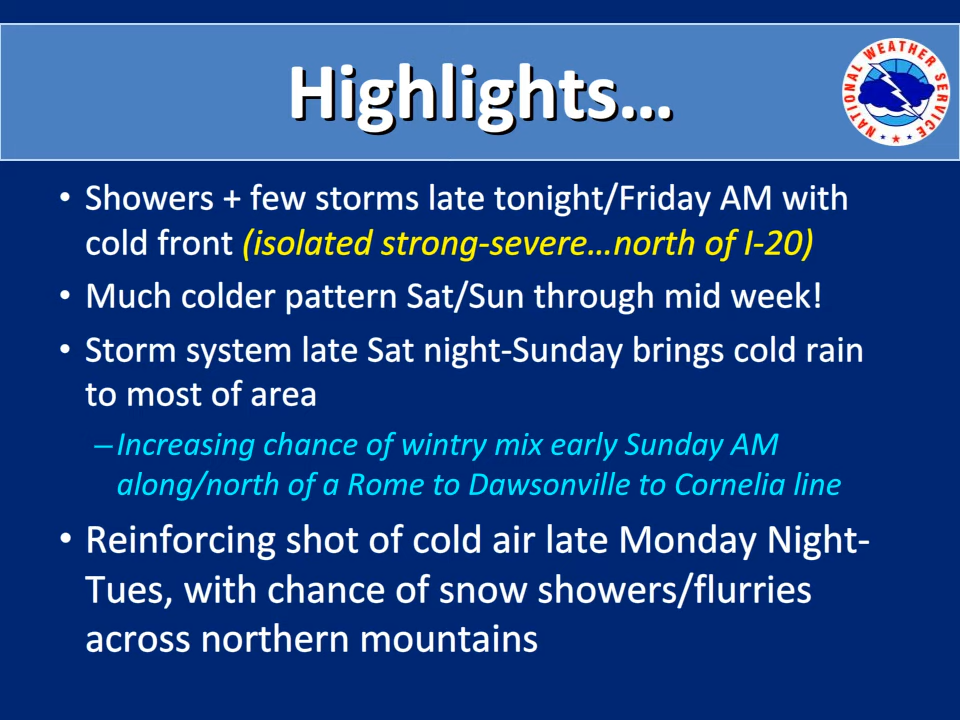 Highlights…
NATIONAL WEATHER SERVICE
• Showers + few storms late tonight/Friday AM with
cold front (isolated strong-severe…north of I-20)
• Much colder pattern Sat/Sun through mid week!
• Storm system late Sat night-Sunday brings cold rain
to most of area
–Increasing chance of wintry mix early Sunday AM
along/north of a Rome to Dawsonville to Cornelia line
• Reinforcing shot of cold air late Monday Night-
Tues, with chance of snow showers/flurries
across northern mountains